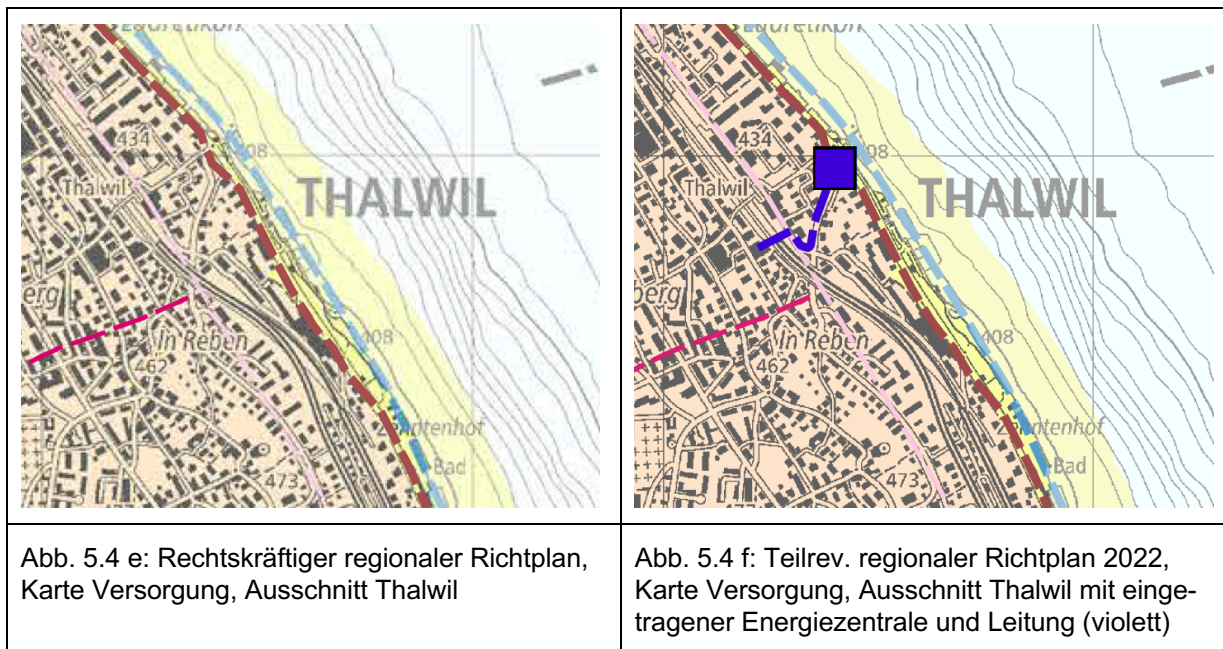 THALWIL
434
408
Thalwil
In Reben
408
462
Bad
473
THALWIL
434
408
Thalwil
berg
In Reben
408
462
Bad
473
Abb. 5.4 e: Rechtskräftiger regionaler Richtplan,
Karte Versorgung, Ausschnitt Thalwil
Abb. 5.4 f: Teilrev. regionaler Richtplan 2022,
Karte Versorgung, Ausschnitt Thalwil mit einge-
tragener Energiezentrale und Leitung (violett)